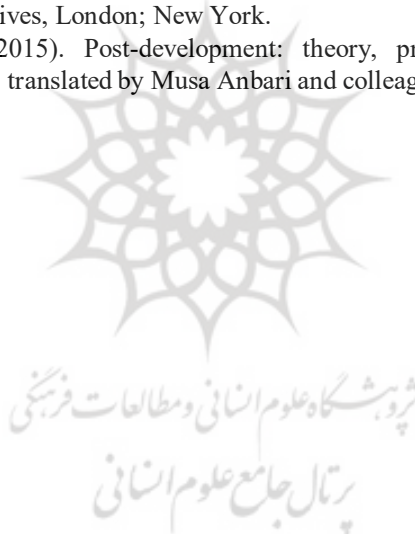 ives, London; New York.
2015). Post-development: theory, pr
translated by Musa Anbari and colleag
پژوهشگاه علوم انسانی و مطالعات فرهنگی
پرتال جامع علوم انسانی